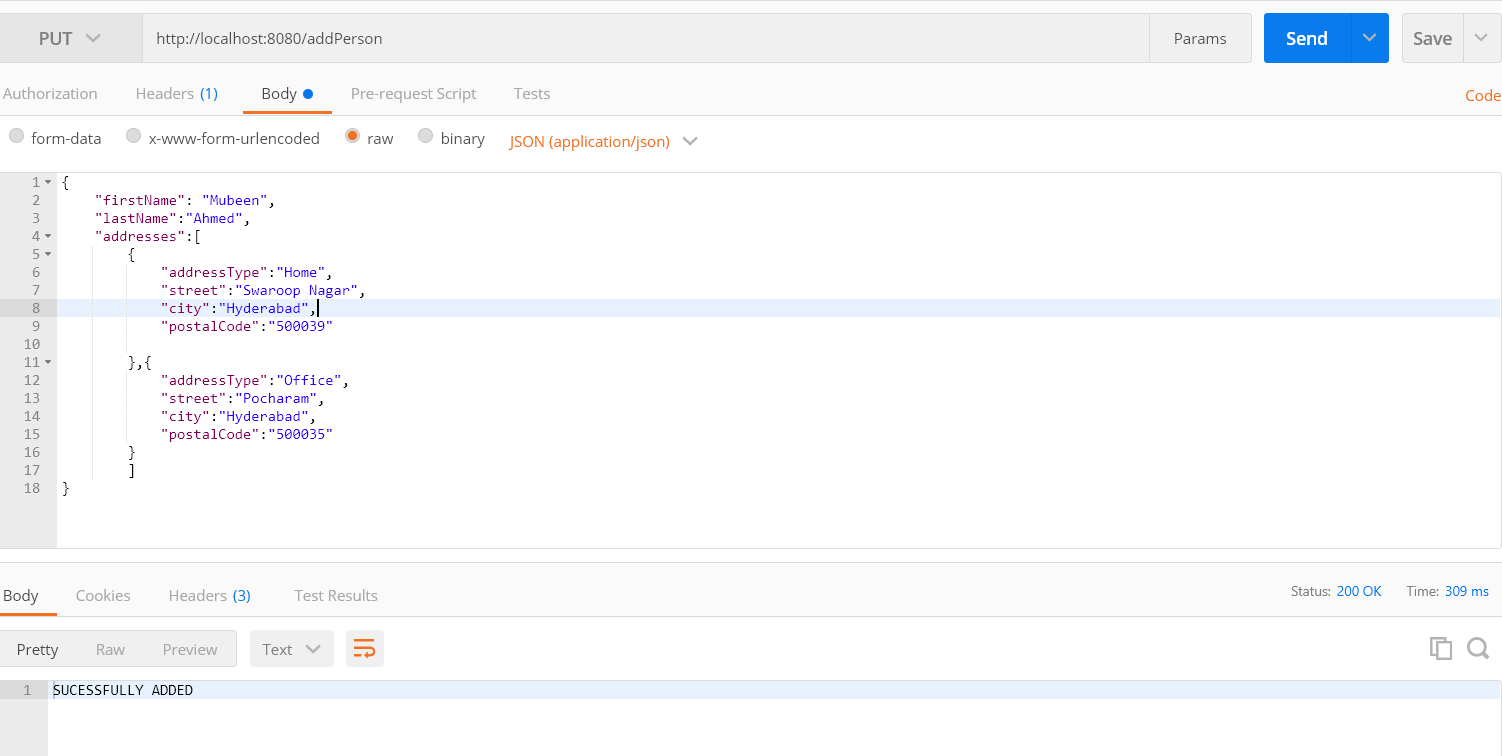 PUT http://localhost:8080/addPerson Params Send Save
Authorization Headers (1) Body Pre-request Script Tests Code
form-data x-www-form-urlencoded raw binary JSON (application/json)
1 {
2 "firstName": "Mubeen",
3 "lastName":"Ahmed",
4 "addresses":[
5 {
6 "addressType":"Home",
7 "street":"Swaroop Nagar",
8 "city":"Hyderabad",
9 "postalCode":"500039"
10
11 },{
12 "addressType":"Office",
13 "street":"Pocharam",
14 "city":"Hyderabad",
15 "postalCode":"500035"
16 }
17 ]
18 }
Body Cookies Headers (3) Test Results Status: 200 OK Time: 309 ms
Pretty Raw Preview Text
1 SUCESSFULLY ADDED